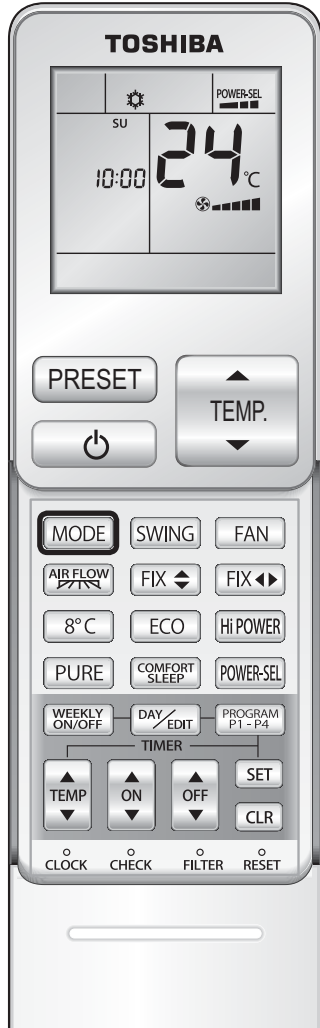 TOSHIBA
POWER-SEL
SU
10:00 24 °C
PRESET
TEMP.
MODE SWING FAN
AIR FLOW FIX FIX
8°C ECO Hi POWER
PURE COMFORT SLEEP POWER-SEL
WEEKLY ON/OFF DAY/EDIT PROGRAM P1 - P4
TIMER
TEMP ON OFF SET
CLR
CLOCK CHECK FILTER RESET